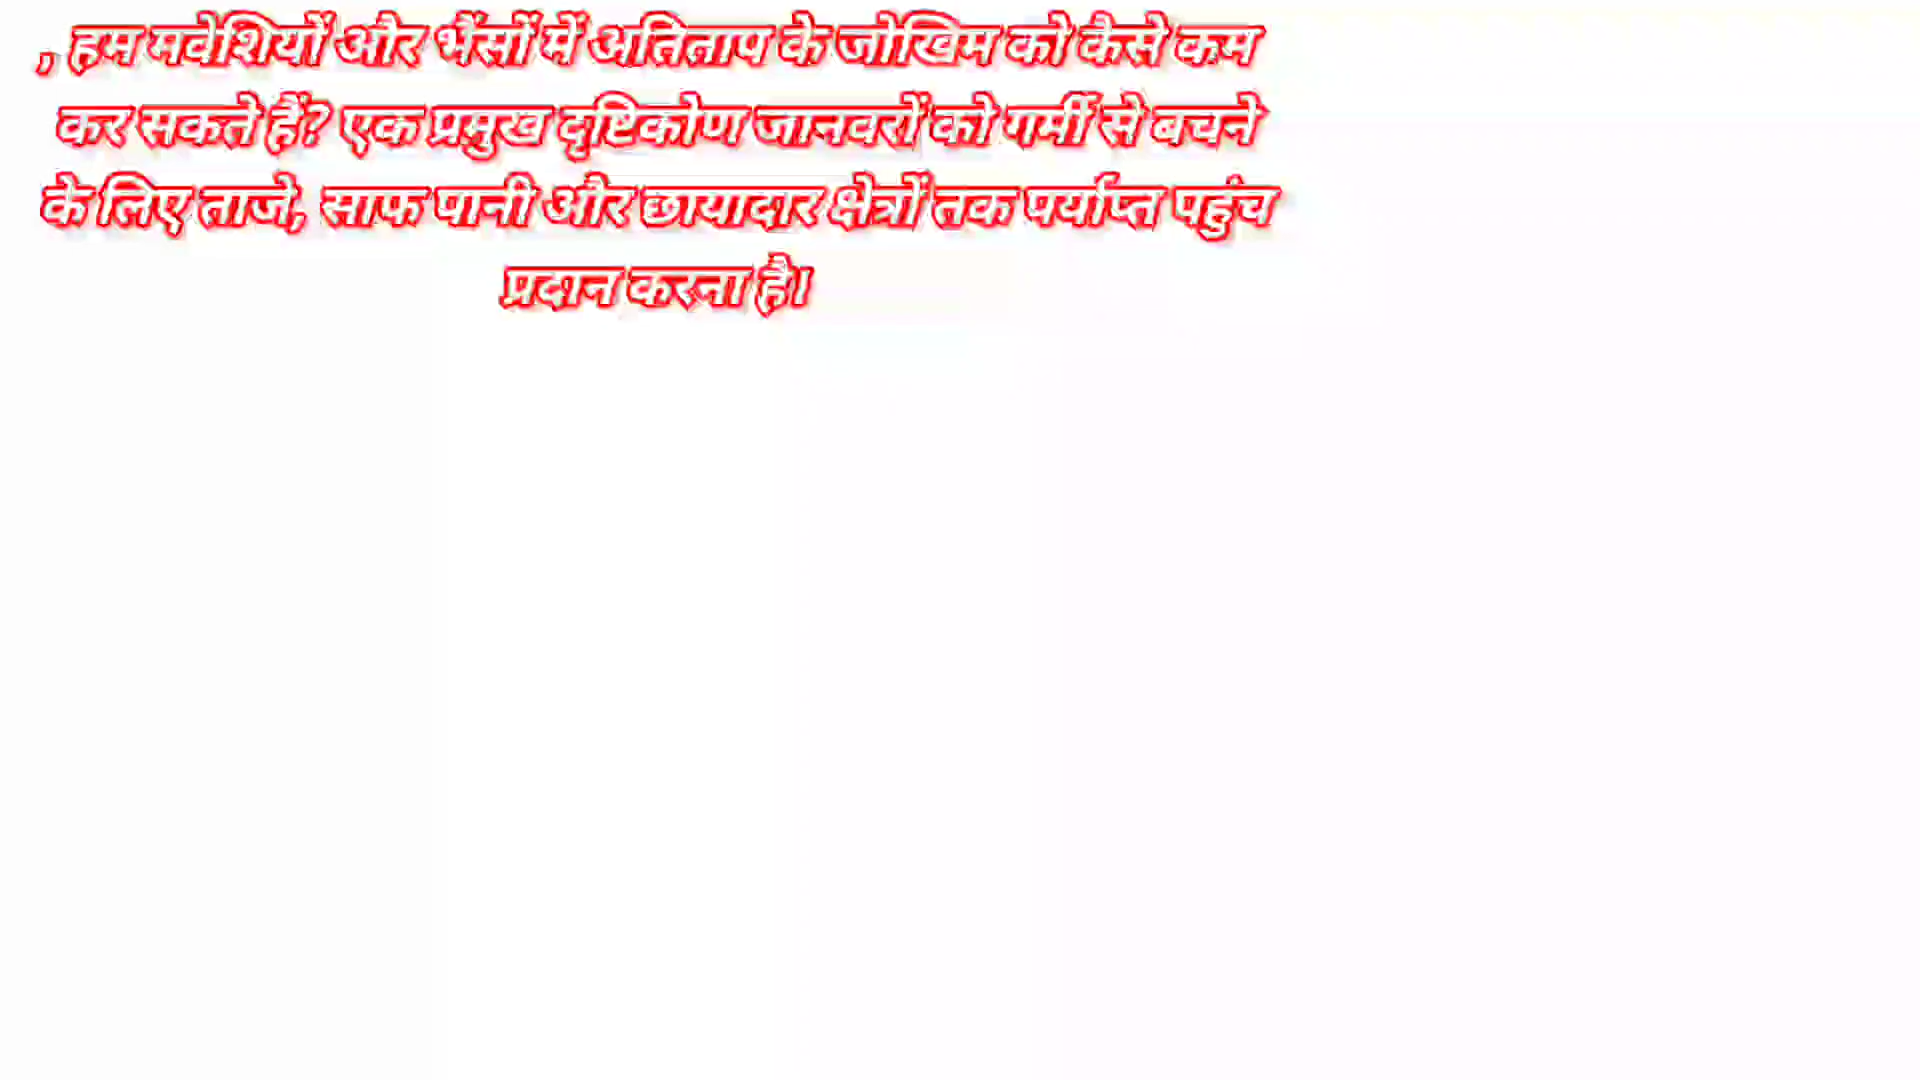 , हम मवेशियों और भैंसों में अतिताप के जोखिम को कैसे कम
कर सकते हैं? एक प्रमुख दृष्टिकोण जानवरों को गर्मी से बचने
के लिए ताजे, साफ पानी और छायादार क्षेत्रों तक पर्याप्त पहुंच
प्रदान करना है।